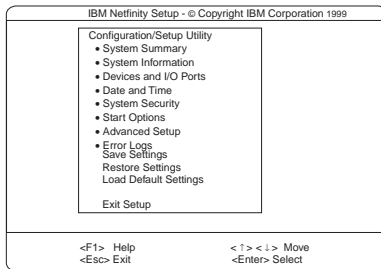 IBM Netfinity Setup - © Copyright IBM Corporation 1999
Configuration/Setup Utility
• System Summary
• System Information
• Devices and I/O Ports
• Date and Time
• System Security
• Start Options
• Advanced Setup
• Error Logs
Save Settings
Restore Settings
Load Default Settings
Exit Setup
<F1> Help <↑><↓> Move
<Esc> Exit <Enter> Select